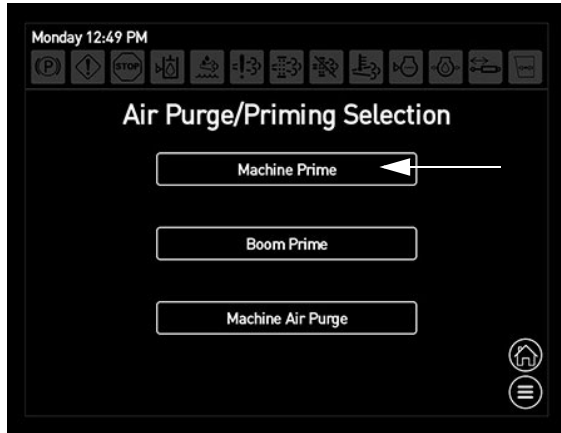 Monday 12:49 PM
(P) STOP
Air Purge/Priming Selection
Machine Prime
Boom Prime
Machine Air Purge